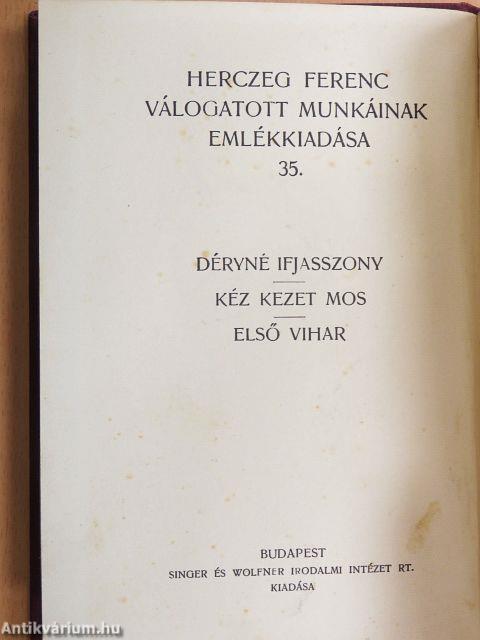 HERCZEG FERENC
VÁLOGATOTT MUNKÁINAK
EMLÉKKIADÁSA
35.
DÉRYNÉ IFJASSZONY
KÉZ KEZET MOS
ELSŐ VIHAR
BUDAPEST
SINGER ÉS WOLFNER IRODALMI INTÉZET RT.
KIADÁSA
Antikvárium.hu